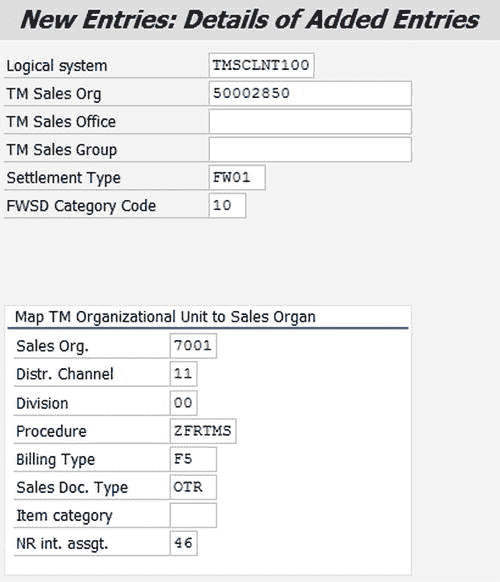 New Entries: Details of Added Entries
Logical system TMSCLNT100
TM Sales Org 50002850
TM Sales Office
TM Sales Group
Settlement Type FW01
FWSD Category Code 10
Map TM Organizational Unit to Sales Organ
Sales Org. 7001
Distr. Channel 11
Division 00
Procedure ZFRTMS
Billing Type F5
Sales Doc. Type OTR
Item category
NR int. assgt. 46